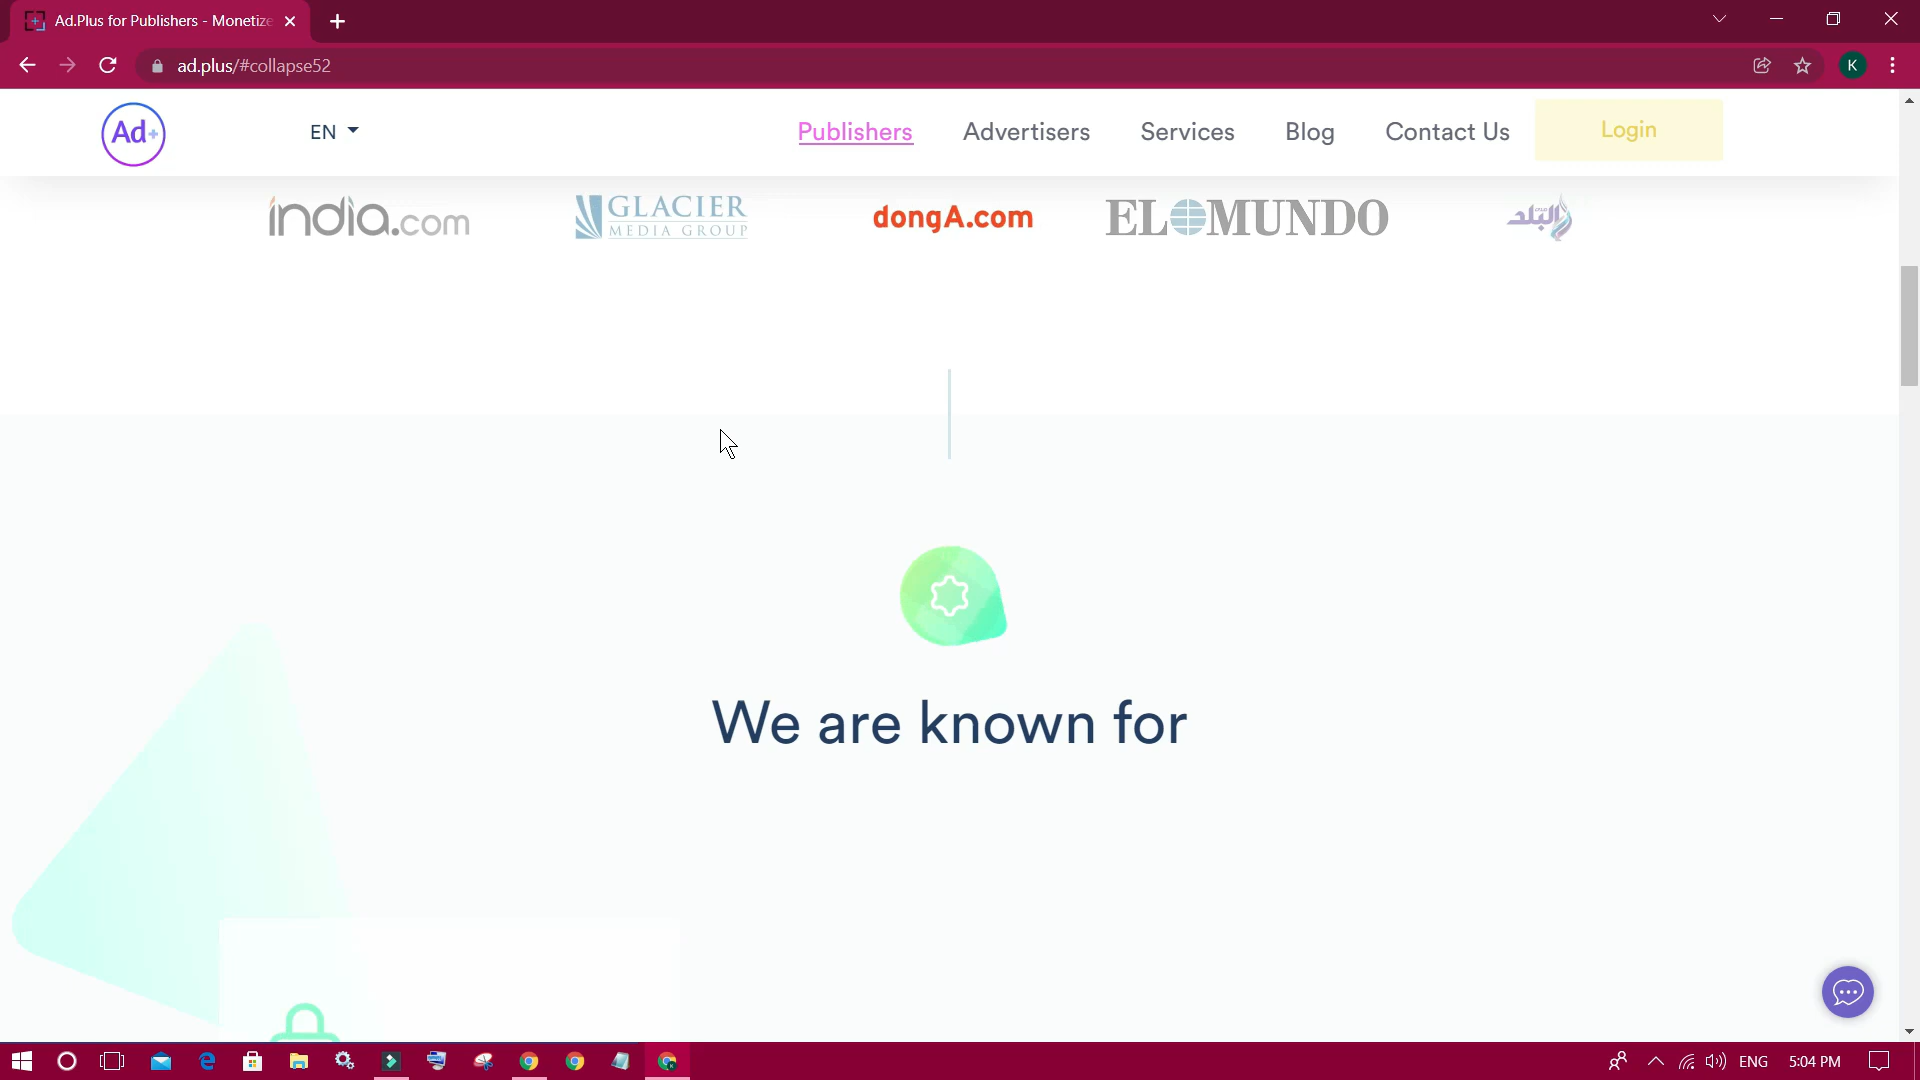 Ad.Plus for Publishers - Monetize
ad.plus/#collapse52
K
Ad+
EN
Publishers
Advertisers
Services
Blog
Contact Us
Login
india.com
GLACIER
MEDIA GROUP
dongA.com
EL MUNDO
البلد
We are known for
ENG
5:04 PM